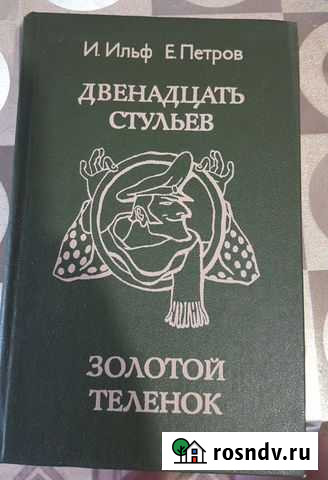 И. Ильф Е. Петров
ДВЕНАДЦАТЬ
СТУЛЬЕВ
ЗОЛОТОЙ
ТЕЛЕНОК
rosndv.ru